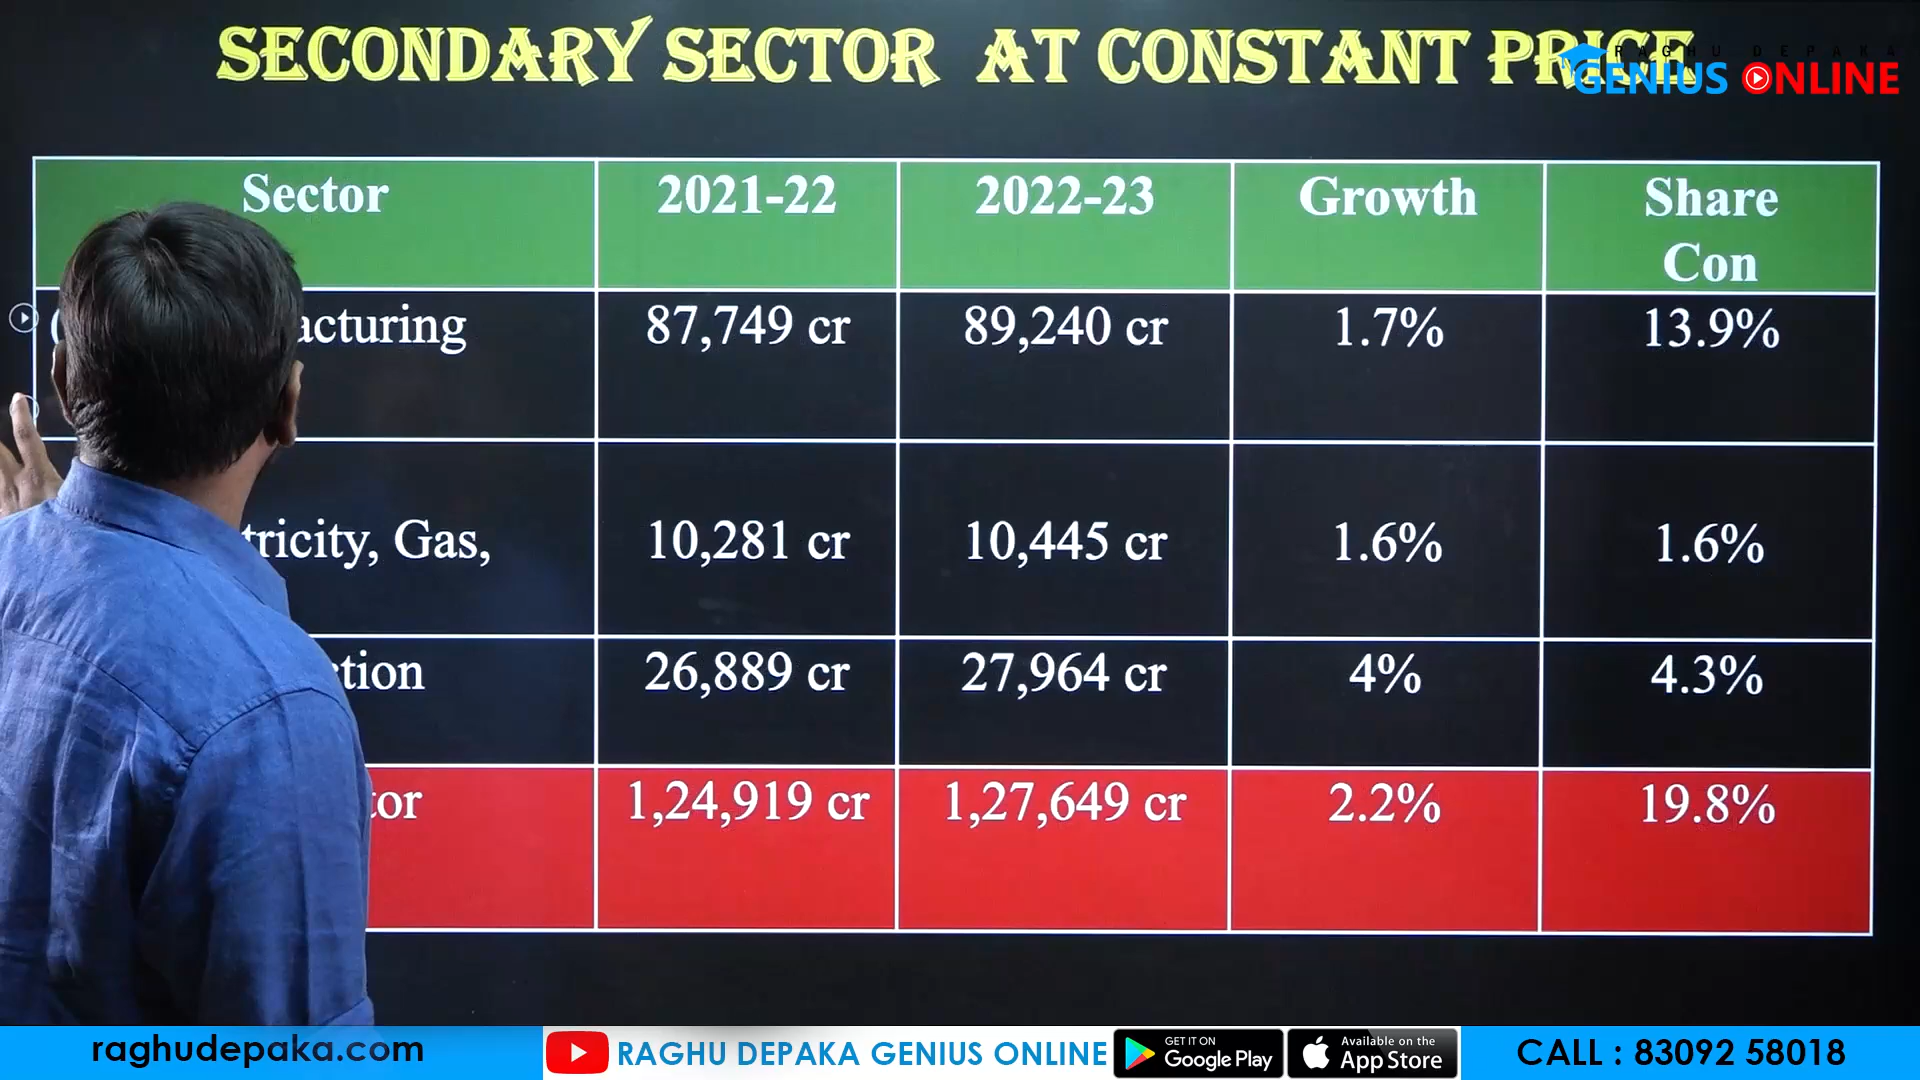 SECONDARY SECTOR AT CONSTANT PRICE
RAGHU DEPAKA
GENIUS ONLINE
Sector 2021-22 2022-23 Growth Share
Con
acturing 87,749 cr 89,240 cr 1.7% 13.9%
tricity, Gas, 10,281 cr 10,445 cr 1.6% 1.6%
ction 26,889 cr 27,964 cr 4% 4.3%
tor 1,24,919 cr 1,27,649 cr 2.2% 19.8%
raghudepaka.com RAGHU DEPAKA GENIUS ONLINE GET IT ON Google Play Available on the App Store CALL : 83092 58018